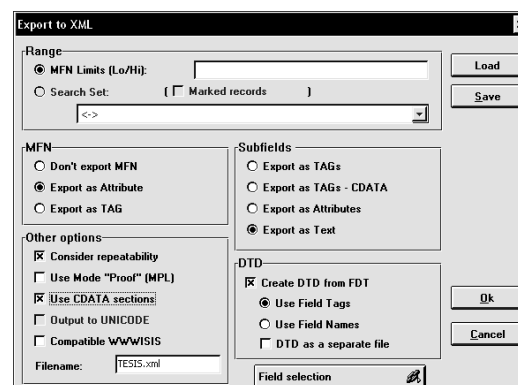 Export to XML
Range
MFN Limits (Lo/Hi):
Search Set: ( Marked records )
<->
Load
Save
MFN
Don't export MFN
Export as Attribute
Export as TAG
Subfields
Export as TAGs
Export as TAGs - CDATA
Export as Attributes
Export as Text
Other options
Consider repeatability
Use Mode "Proof" (MPL)
Use CDATA sections
Output to UNICODE
Compatible WWWISIS
Filename: TESIS.xml
DTD
Create DTD from FDT
Use Field Tags
Use Field Names
DTD as a separate file
Field selection
Ok
Cancel